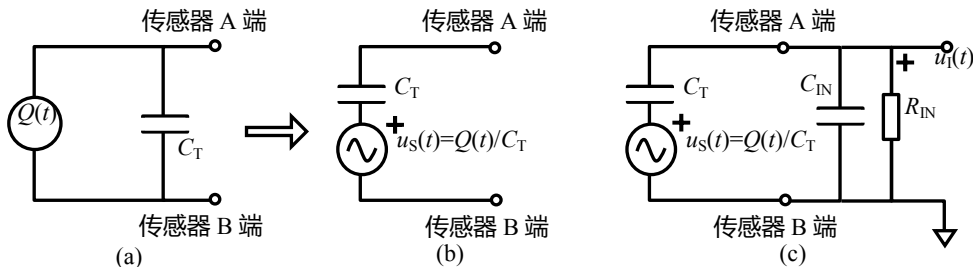 传感器 A 端
Q(t)
C_T
传感器 B 端
(a)
传感器 A 端
C_T
+
u_S(t)=Q(t)/C_T
传感器 B 端
(b)
传感器 A 端
C_T
+
u_S(t)=Q(t)/C_T
C_IN
+
u_I(t)
R_IN
传感器 B 端
(c)